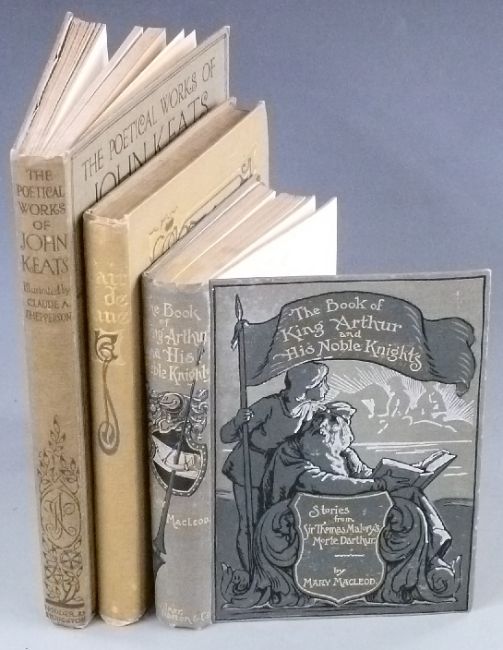 THE POETICAL WORKS OF
JOHN KEATS
THE
POETICAL
WORKS
OF
JOHN
KEATS
Illustrated by
CLAUDE A.
SHEPPERSON
The Book
of
King Arthur
and His
Noble Knights
MACLEOD.
The Book of
King Arthur
and
His Noble Knights
Stories
from
Sir Thomas Malory's
Morte Darthur.
by
MARY MACLEOD.